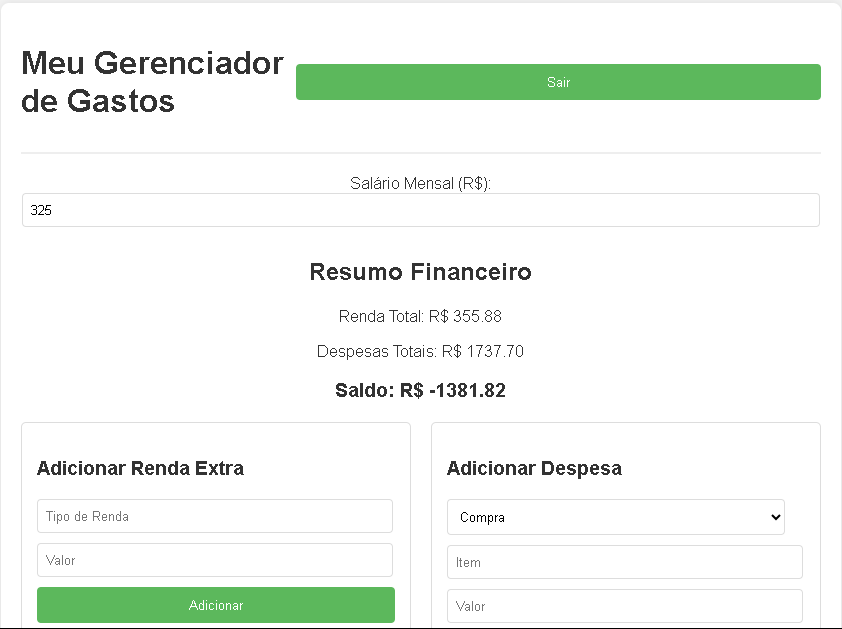 Meu Gerenciador
de Gastos
Sair
Salário Mensal (R$):
325
Resumo Financeiro
Renda Total: R$ 355.88
Despesas Totais: R$ 1737.70
Saldo: R$ -1381.82
Adicionar Renda Extra
Tipo de Renda
Valor
Adicionar
Adicionar Despesa
Compra
Item
Valor